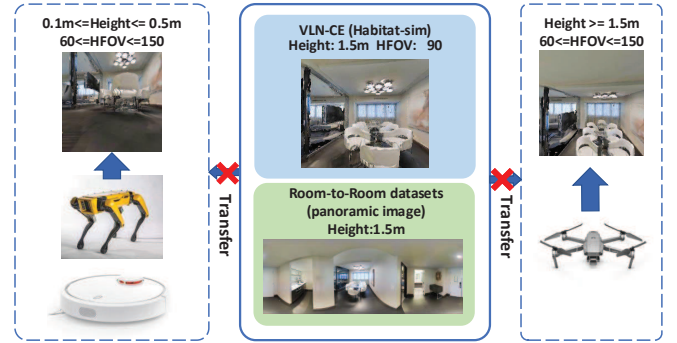 0.1m<=Height<= 0.5m
60<=HFOV<=150
Transfer
VLN-CE (Habitat-sim)
Height: 1.5m HFOV: 90
Room-to-Room datasets
(panoramic image)
Height:1.5m
Transfer
Height >= 1.5m
60<=HFOV<=150